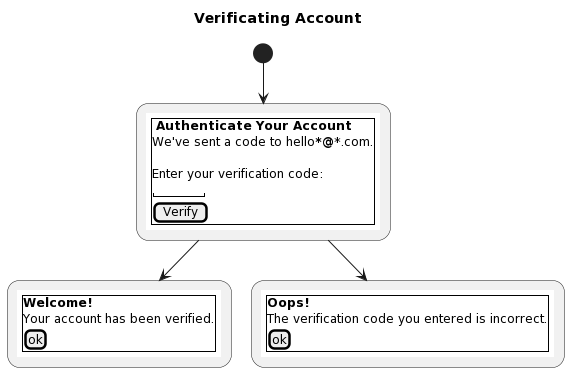 Verificating Account
Authenticate Your Account
We've sent a code to hello*@*.com.
Enter your verification code:
Verify
Welcome!
Your account has been verified.
ok
Oops!
The verification code you entered is incorrect.
ok